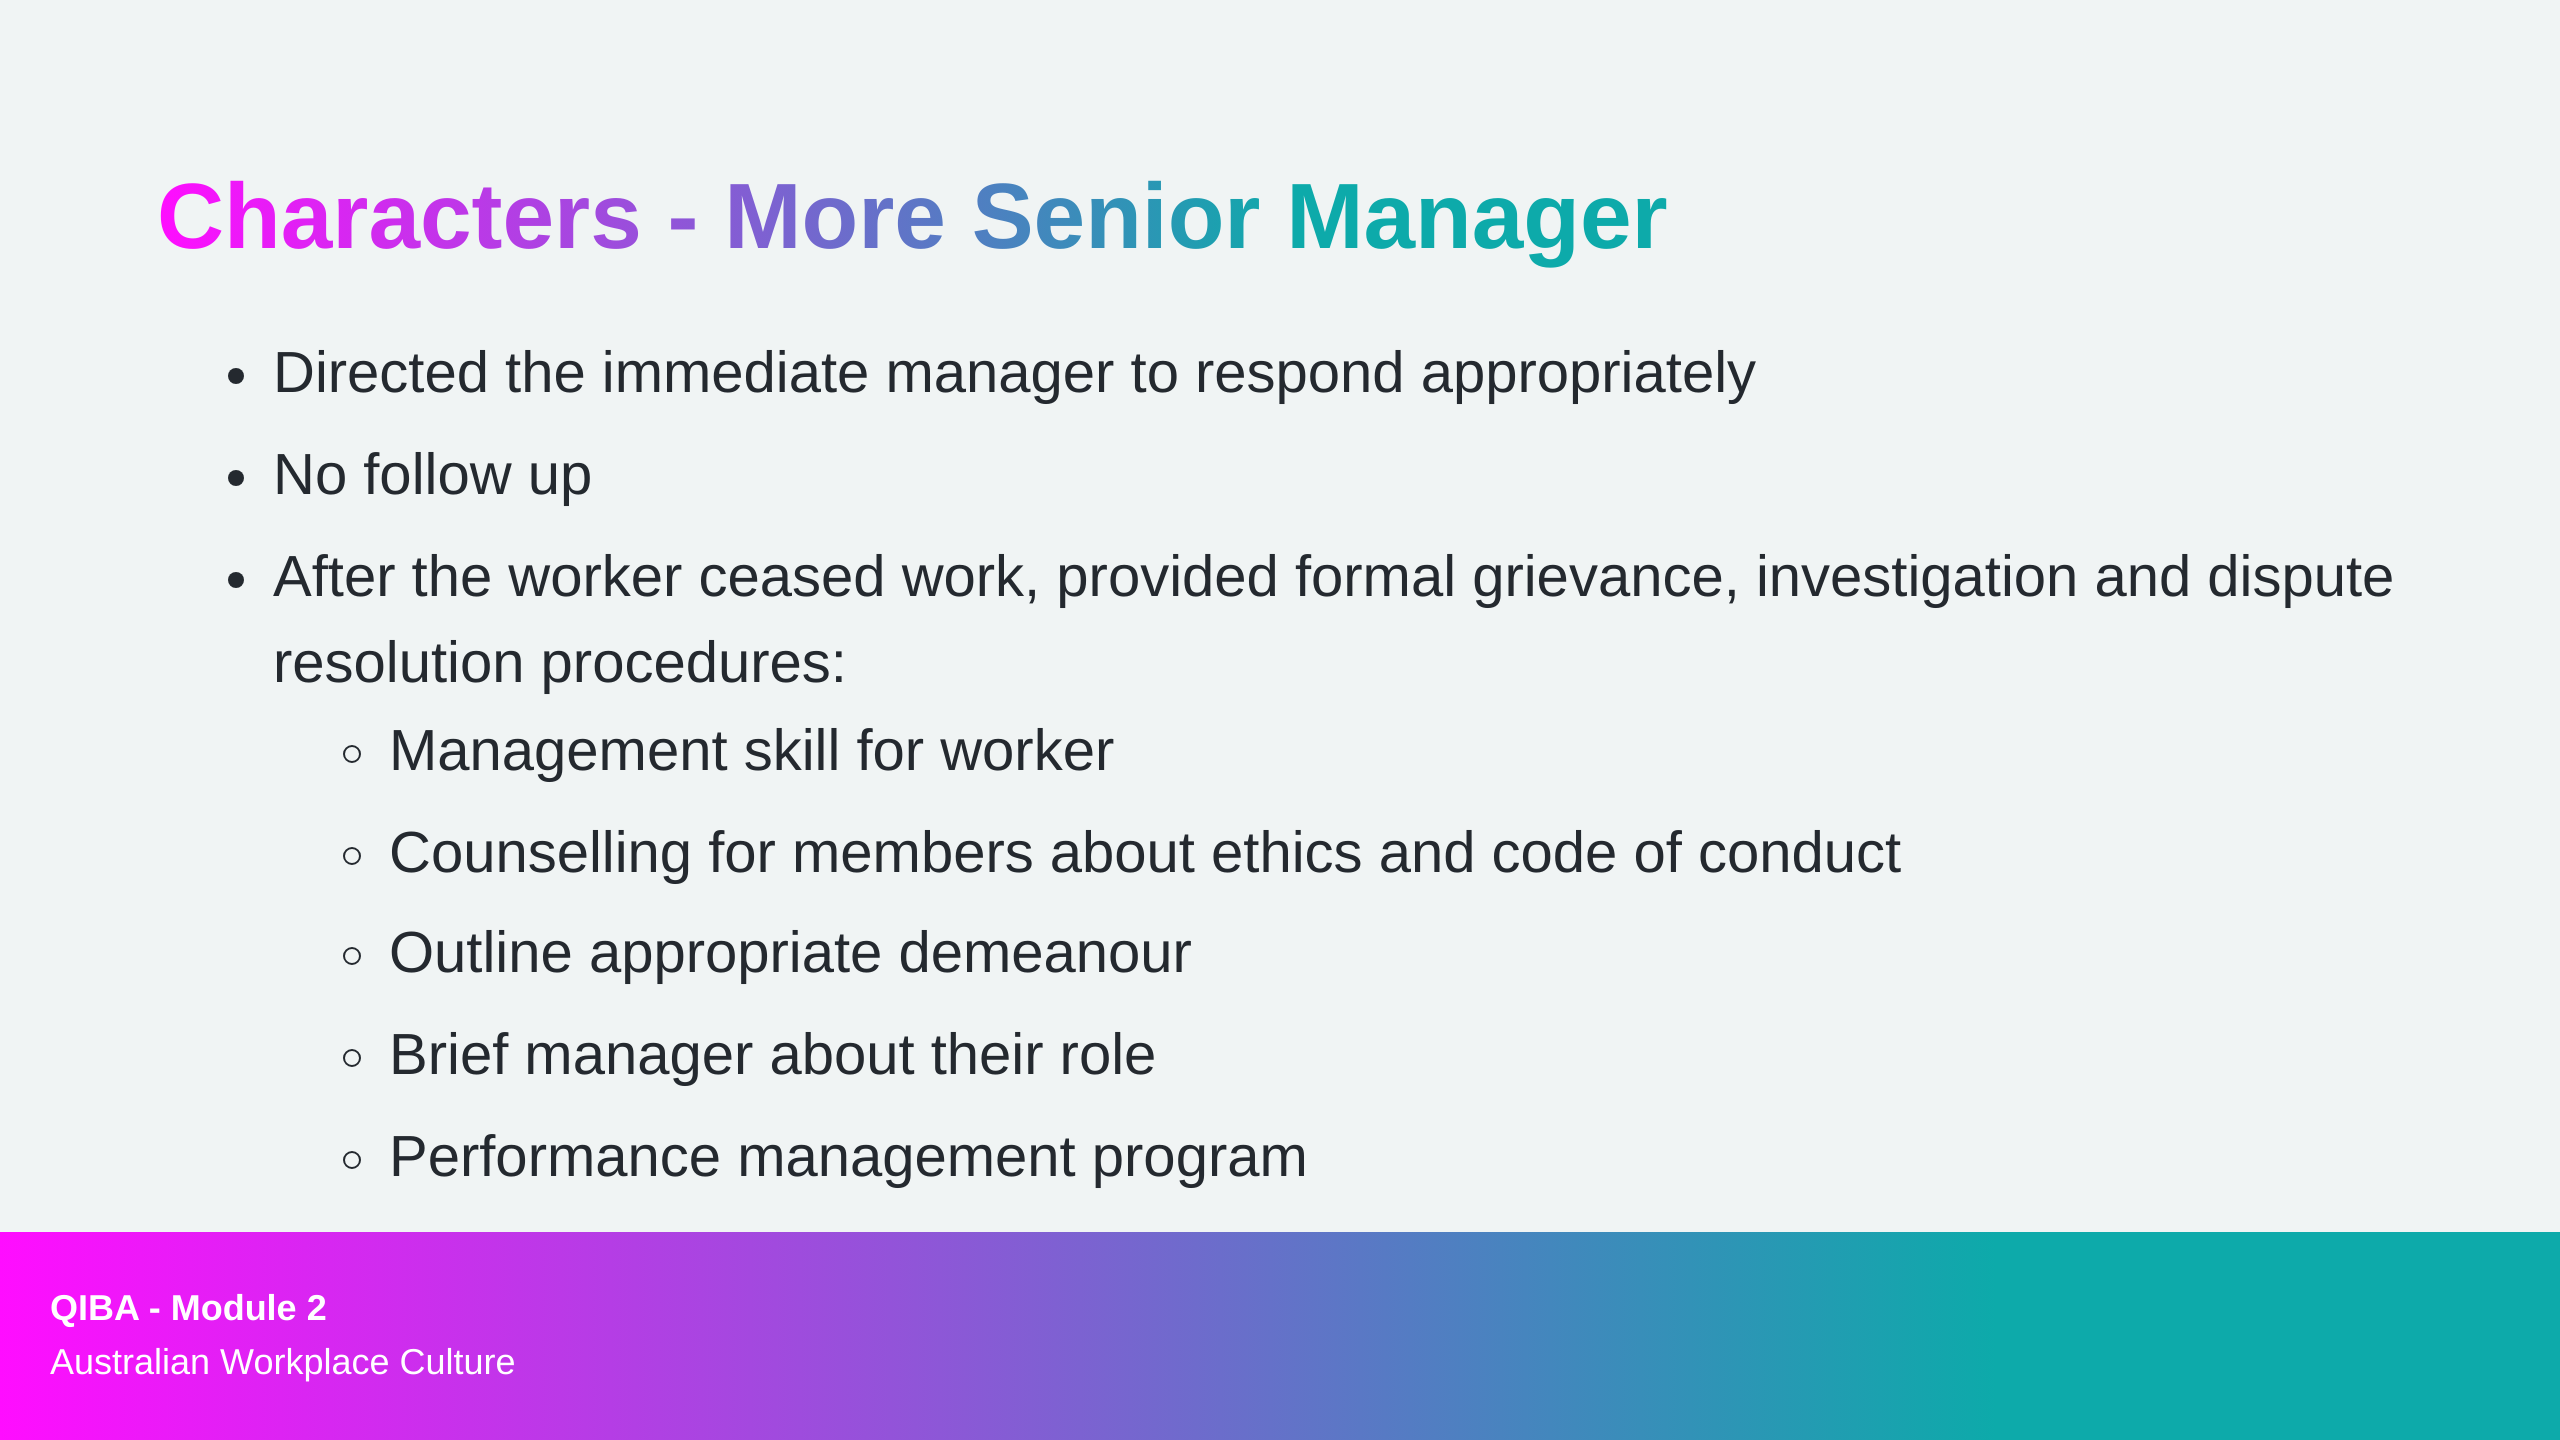 Characters - More Senior Manager
• Directed the immediate manager to respond appropriately
• No follow up
• After the worker ceased work, provided formal grievance, investigation and dispute
resolution procedures:
◦ Management skill for worker
◦ Counselling for members about ethics and code of conduct
◦ Outline appropriate demeanour
◦ Brief manager about their role
◦ Performance management program
QIBA - Module 2
Australian Workplace Culture